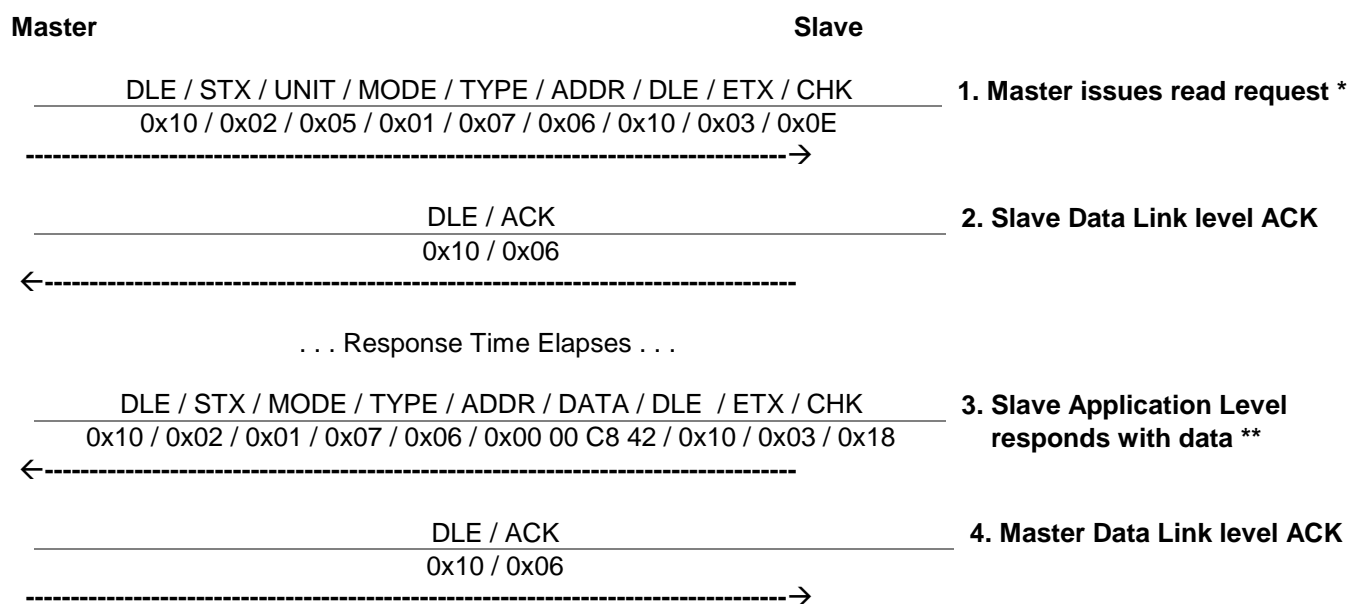 Master Slave
DLE / STX / UNIT / MODE / TYPE / ADDR / DLE / ETX / CHK 1. Master issues read request *
0x10 / 0x02 / 0x05 / 0x01 / 0x07 / 0x06 / 0x10 / 0x03 / 0x0E
DLE / ACK 2. Slave Data Link level ACK
0x10 / 0x06
. . . Response Time Elapses . . .
DLE / STX / MODE / TYPE / ADDR / DATA / DLE / ETX / CHK 3. Slave Application Level
0x10 / 0x02 / 0x01 / 0x07 / 0x06 / 0x00 00 C8 42 / 0x10 / 0x03 / 0x18 responds with data **
DLE / ACK 4. Master Data Link level ACK
0x10 / 0x06